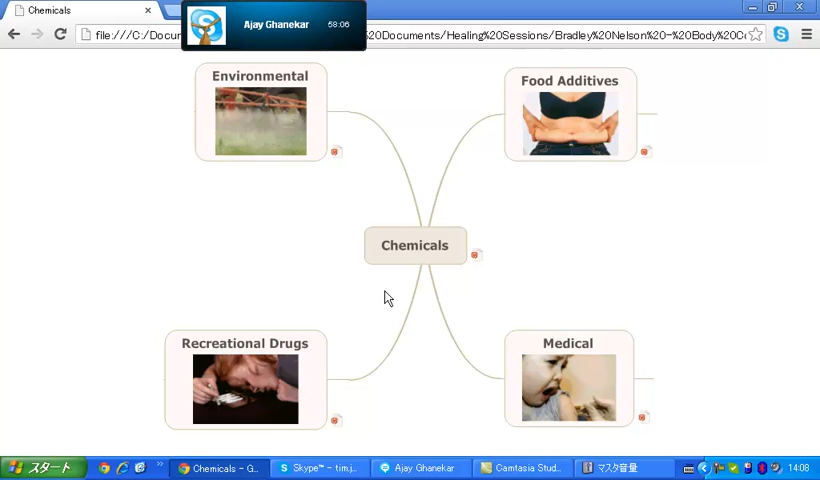 Chemicals
Ajay Ghanekar
58:06
file:///C:/Docum
%20Documents/Healing%20Sessions/Bradley%20Nelson%20-%20Body%20Co
Environmental
Food Additives
Chemicals
Recreational Drugs
Medical
スタート
Chemicals - G...
Skype™ - tim.j...
Ajay Ghanekar
Camtasia Stud...
マスタ音量
14:08